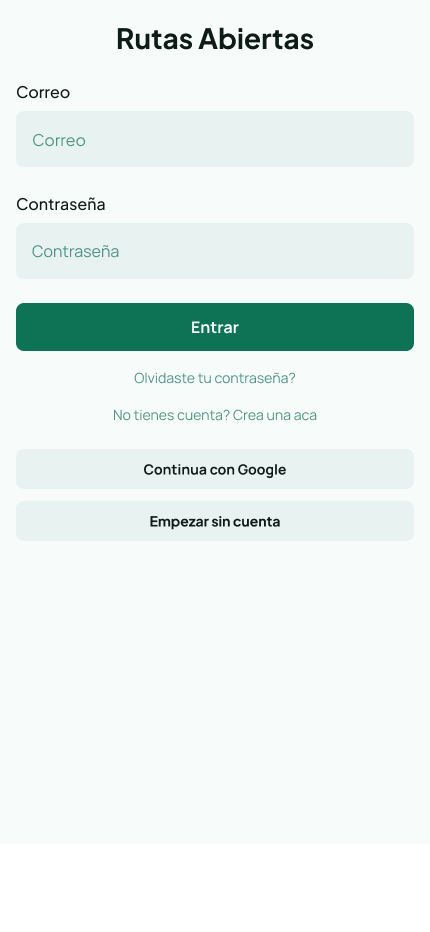 Rutas Abiertas
Correo
Correo
Contraseña
Contraseña
Entrar
Olvidaste tu contraseña?
No tienes cuenta? Crea una aca
Continua con Google
Empezar sin cuenta